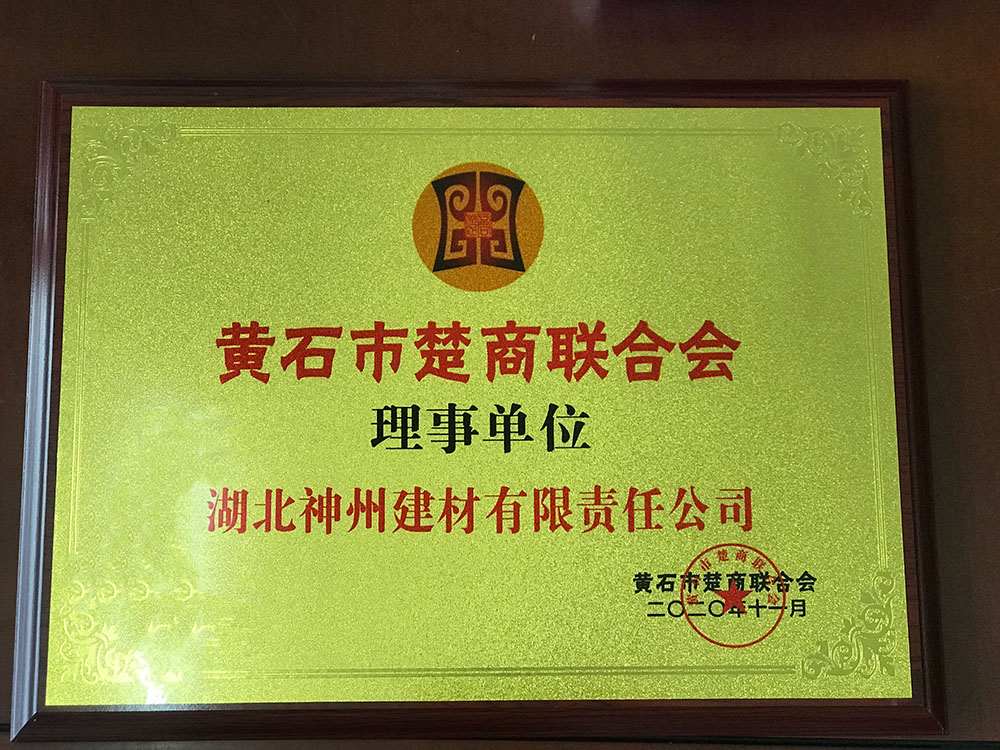 黄石市楚商联合会
理事单位
湖北神州建材有限责任公司
黄石市楚商联合会
二〇二〇年十一月